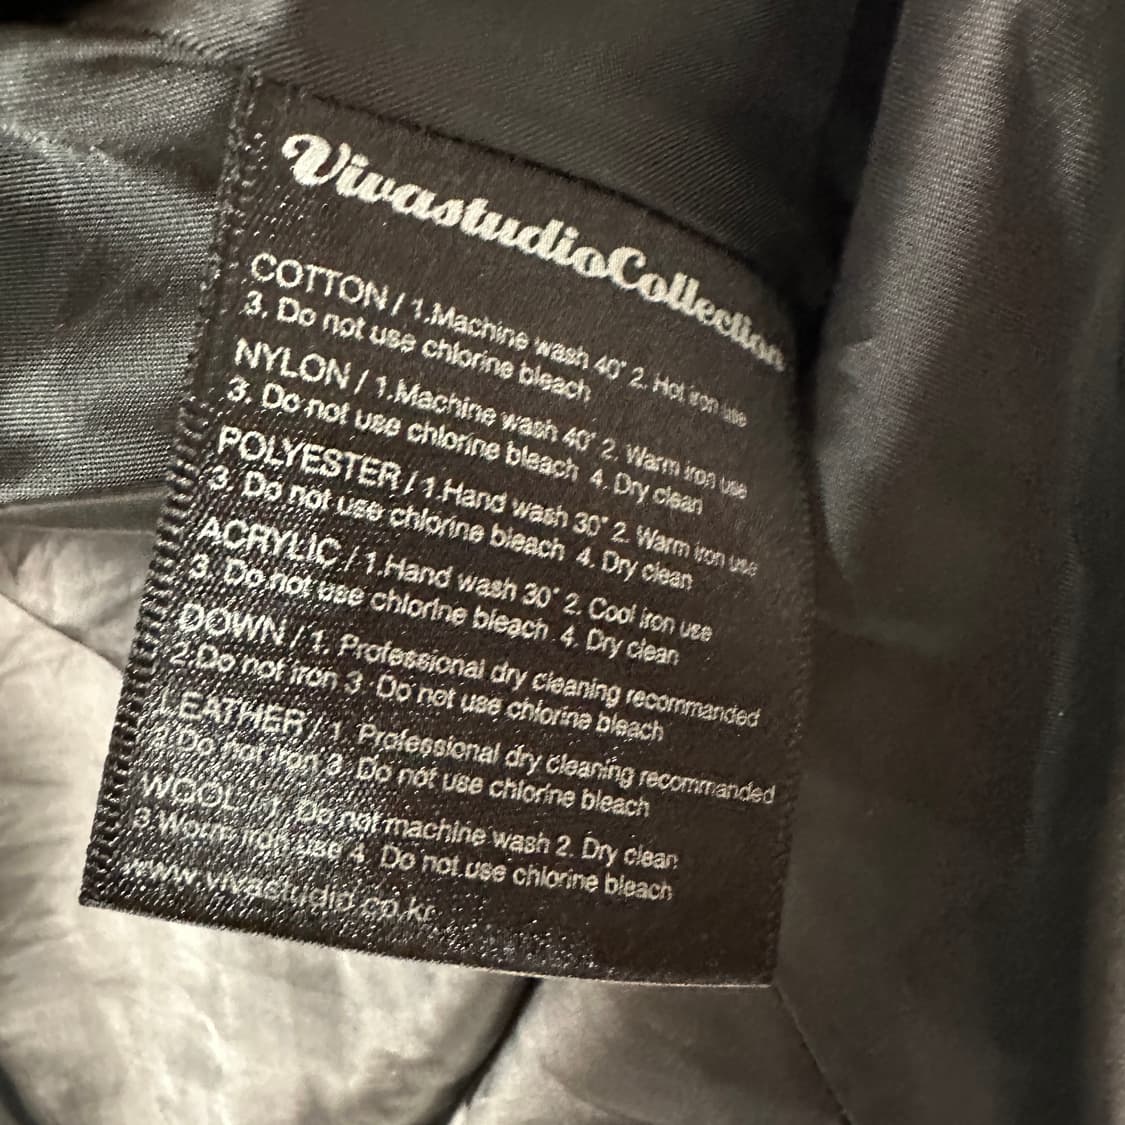 VivastudioCollection
COTTON / 1.Machine wash 40° 2. Hot iron use
3. Do not use chlorine bleach
NYLON / 1.Machine wash 40° 2. Warm iron use
3. Do not use chlorine bleach 4. Dry clean
POLYESTER / 1.Hand wash 30° 2. Warm iron use
3. Do not use chlorine bleach 4. Dry clean
ACRYLIC / 1.Hand wash 30° 2. Cool iron use
3. Do not use chlorine bleach 4. Dry clean
DOWN / 1. Professional dry cleaning recommanded
2.Do not iron 3. Do not use chlorine bleach
LEATHER / 1. Professional dry cleaning recommanded
2.Do not iron 3. Do not use chlorine bleach
WOOL / 1. Do not machine wash 2. Dry clean
3.Worm iron use 4. Do not use chlorine bleach
www.vivastudio.co.kr